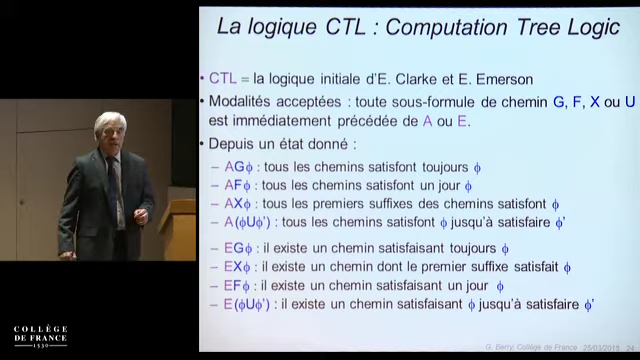 La logique CTL : Computation Tree Logic
• CTL = la logique initiale d'E. Clarke et E. Emerson
• Modalités acceptées : toute sous-formule de chemin G, F, X ou U
est immédiatement précédée de A ou E.
• Depuis un état donné :
– AGϕ : tous les chemins satisfont toujours ϕ
– AFϕ : tous les chemins satisfont un jour ϕ
– AXϕ : tous les premiers suffixes des chemins satisfont ϕ
– A(ϕUϕ') : tous les chemins satisfont ϕ jusqu'à satisfaire ϕ'
– EGϕ : il existe un chemin satisfaisant toujours ϕ
– EXϕ : il existe un chemin dont le premier suffixe satisfait ϕ
– EFϕ : il existe un chemin satisfaisant un jour ϕ
– E(ϕUϕ') : il existe un chemin satisfaisant ϕ jusqu'à satisfaire ϕ'
G. Berry, Collège de France 25/03/2015 24
COLLÈGE
DE FRANCE
1530